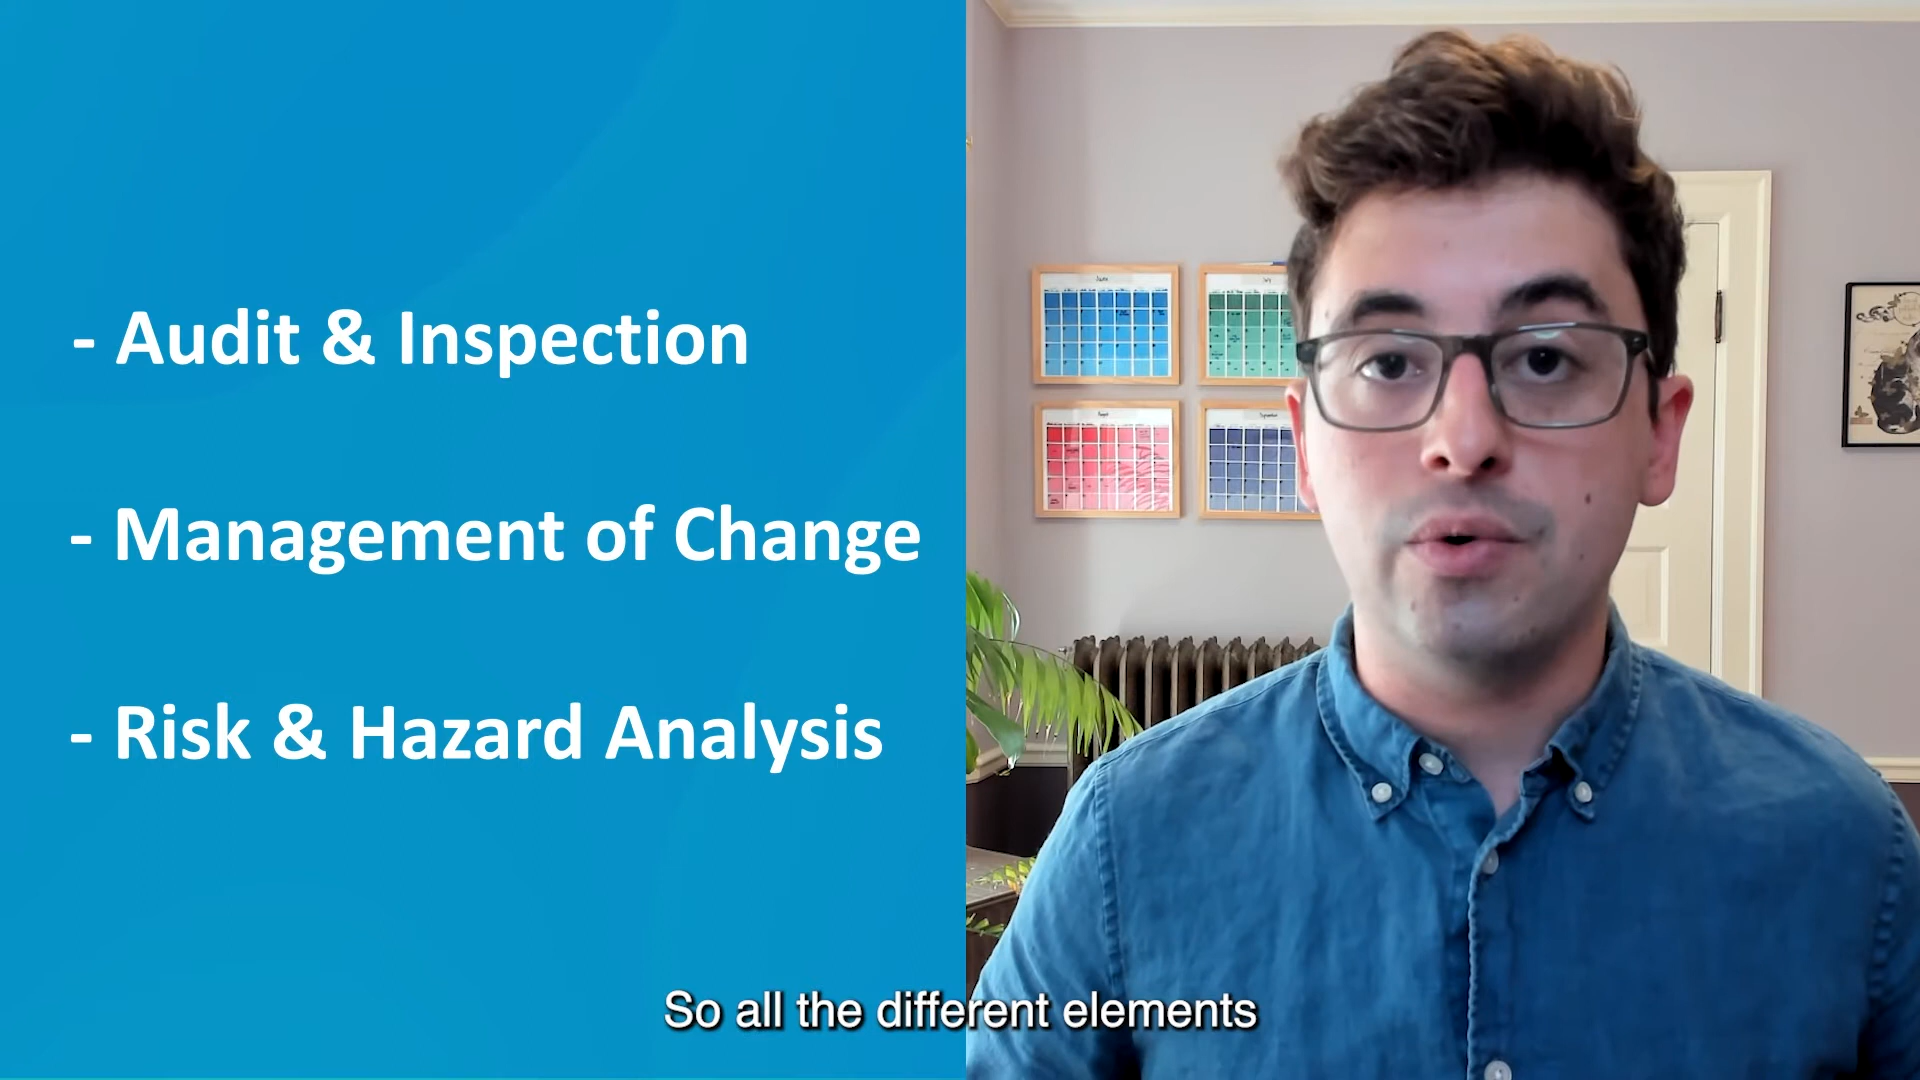 - Audit & Inspection
- Management of Change
- Risk & Hazard Analysis
So all the different elements